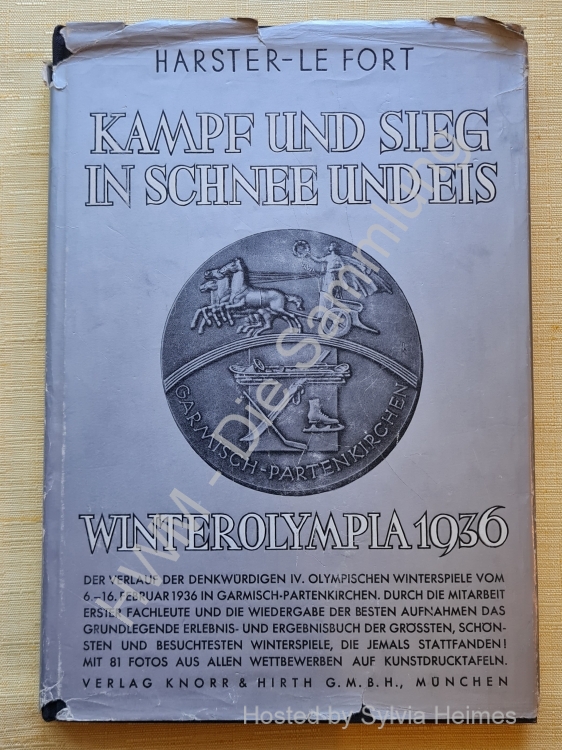 HARSTER-LE FORT
KAMPF UND SIEG
IN SCHNEE UND EIS
GARMISCH-PARTENKIRCHEN
WINTEROLYMPIA 1936
DER VERLAUF DER DENKWÜRDIGEN IV. OLYMPISCHEN WINTERSPIELE VOM
6.–16. FEBRUAR 1936 IN GARMISCH-PARTENKIRCHEN. DURCH DIE MITARBEIT
ERSTER FACHLEUTE UND DIE WIEDERGABE DER BESTEN AUFNAHMEN DAS
GRUNDLEGENDE ERLEBNIS- UND ERGEBNISBUCH DER GRÖSSTEN, SCHÖN-
STEN UND BESUCHTESTEN WINTERSPIELE, DIE JEMALS STATTFANDEN!
MIT 81 FOTOS AUS ALLEN WETTBEWERBEN AUF KUNSTDRUCKTAFELN.
VERLAG KNORR & HIRTH G.M.B.H., MÜNCHEN
HWM - Die Sammlung
Hosted by Sylvia Heimes